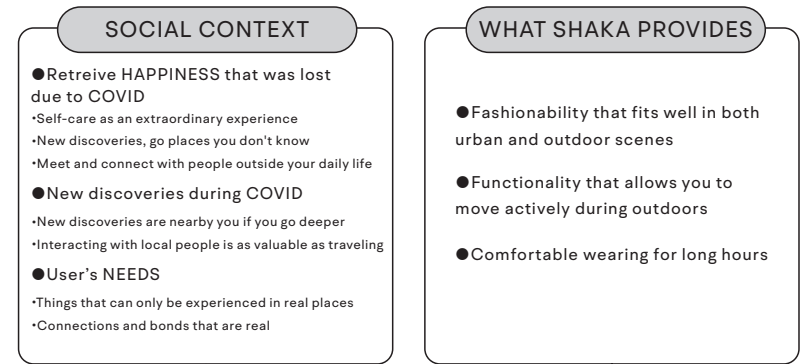 SOCIAL CONTEXT
●Retreive HAPPINESS that was lost
due to COVID
•Self-care as an extraordinary experience
•New discoveries, go places you don't know
•Meet and connect with people outside your daily life
●New discoveries during COVID
•New discoveries are nearby you if you go deeper
•Interacting with local people is as valuable as traveling
●User's NEEDS
•Things that can only be experienced in real places
•Connections and bonds that are real
WHAT SHAKA PROVIDES
●Fashionability that fits well in both
urban and outdoor scenes
●Functionality that allows you to
move actively during outdoors
●Comfortable wearing for long hours